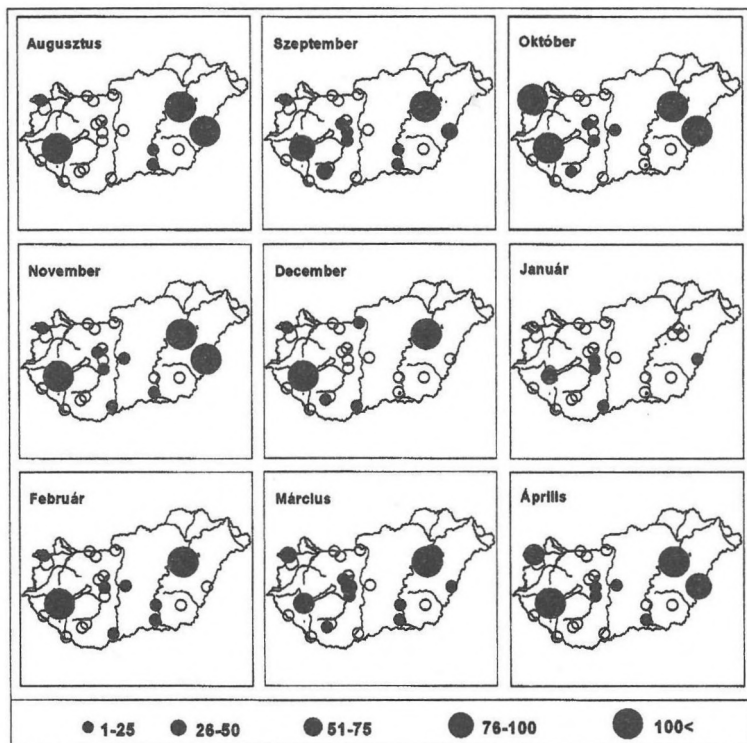 Augusztus
Szeptember
Október
November
December
Január
Február
Március
Április
1-25
26-50
51-75
76-100
100<